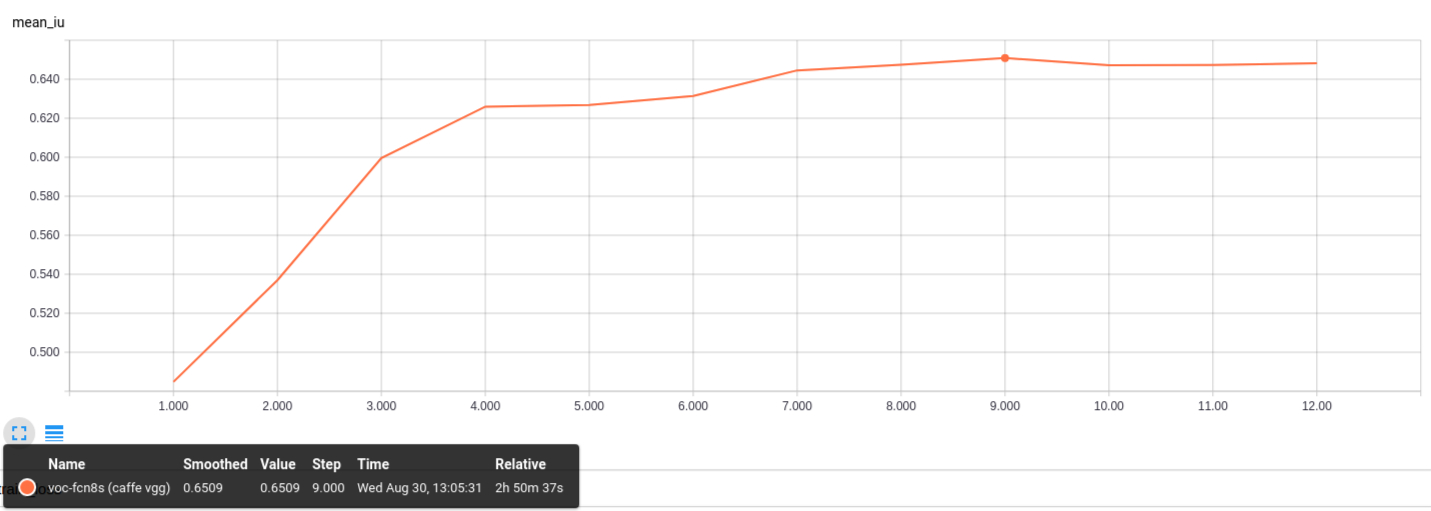 mean_iu
0.640
0.620
0.600
0.580
0.560
0.540
0.520
0.500
1.000 2.000 3.000 4.000 5.000 6.000 7.000 8.000 9.000 10.00 11.00 12.00
Name Smoothed Value Step Time Relative
voc-fcn8s (caffe vgg) 0.6509 0.6509 9.000 Wed Aug 30, 13:05:31 2h 50m 37s